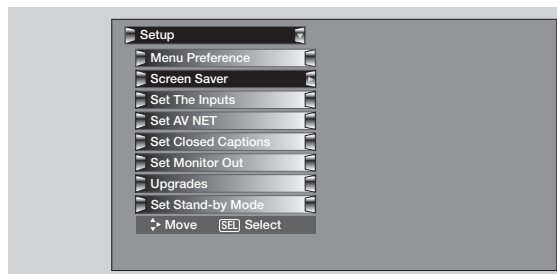 Setup
Menu Preference
Screen Saver
Set The Inputs
Set AV NET
Set Closed Captions
Set Monitor Out
Upgrades
Set Stand-by Mode
Move SEL Select